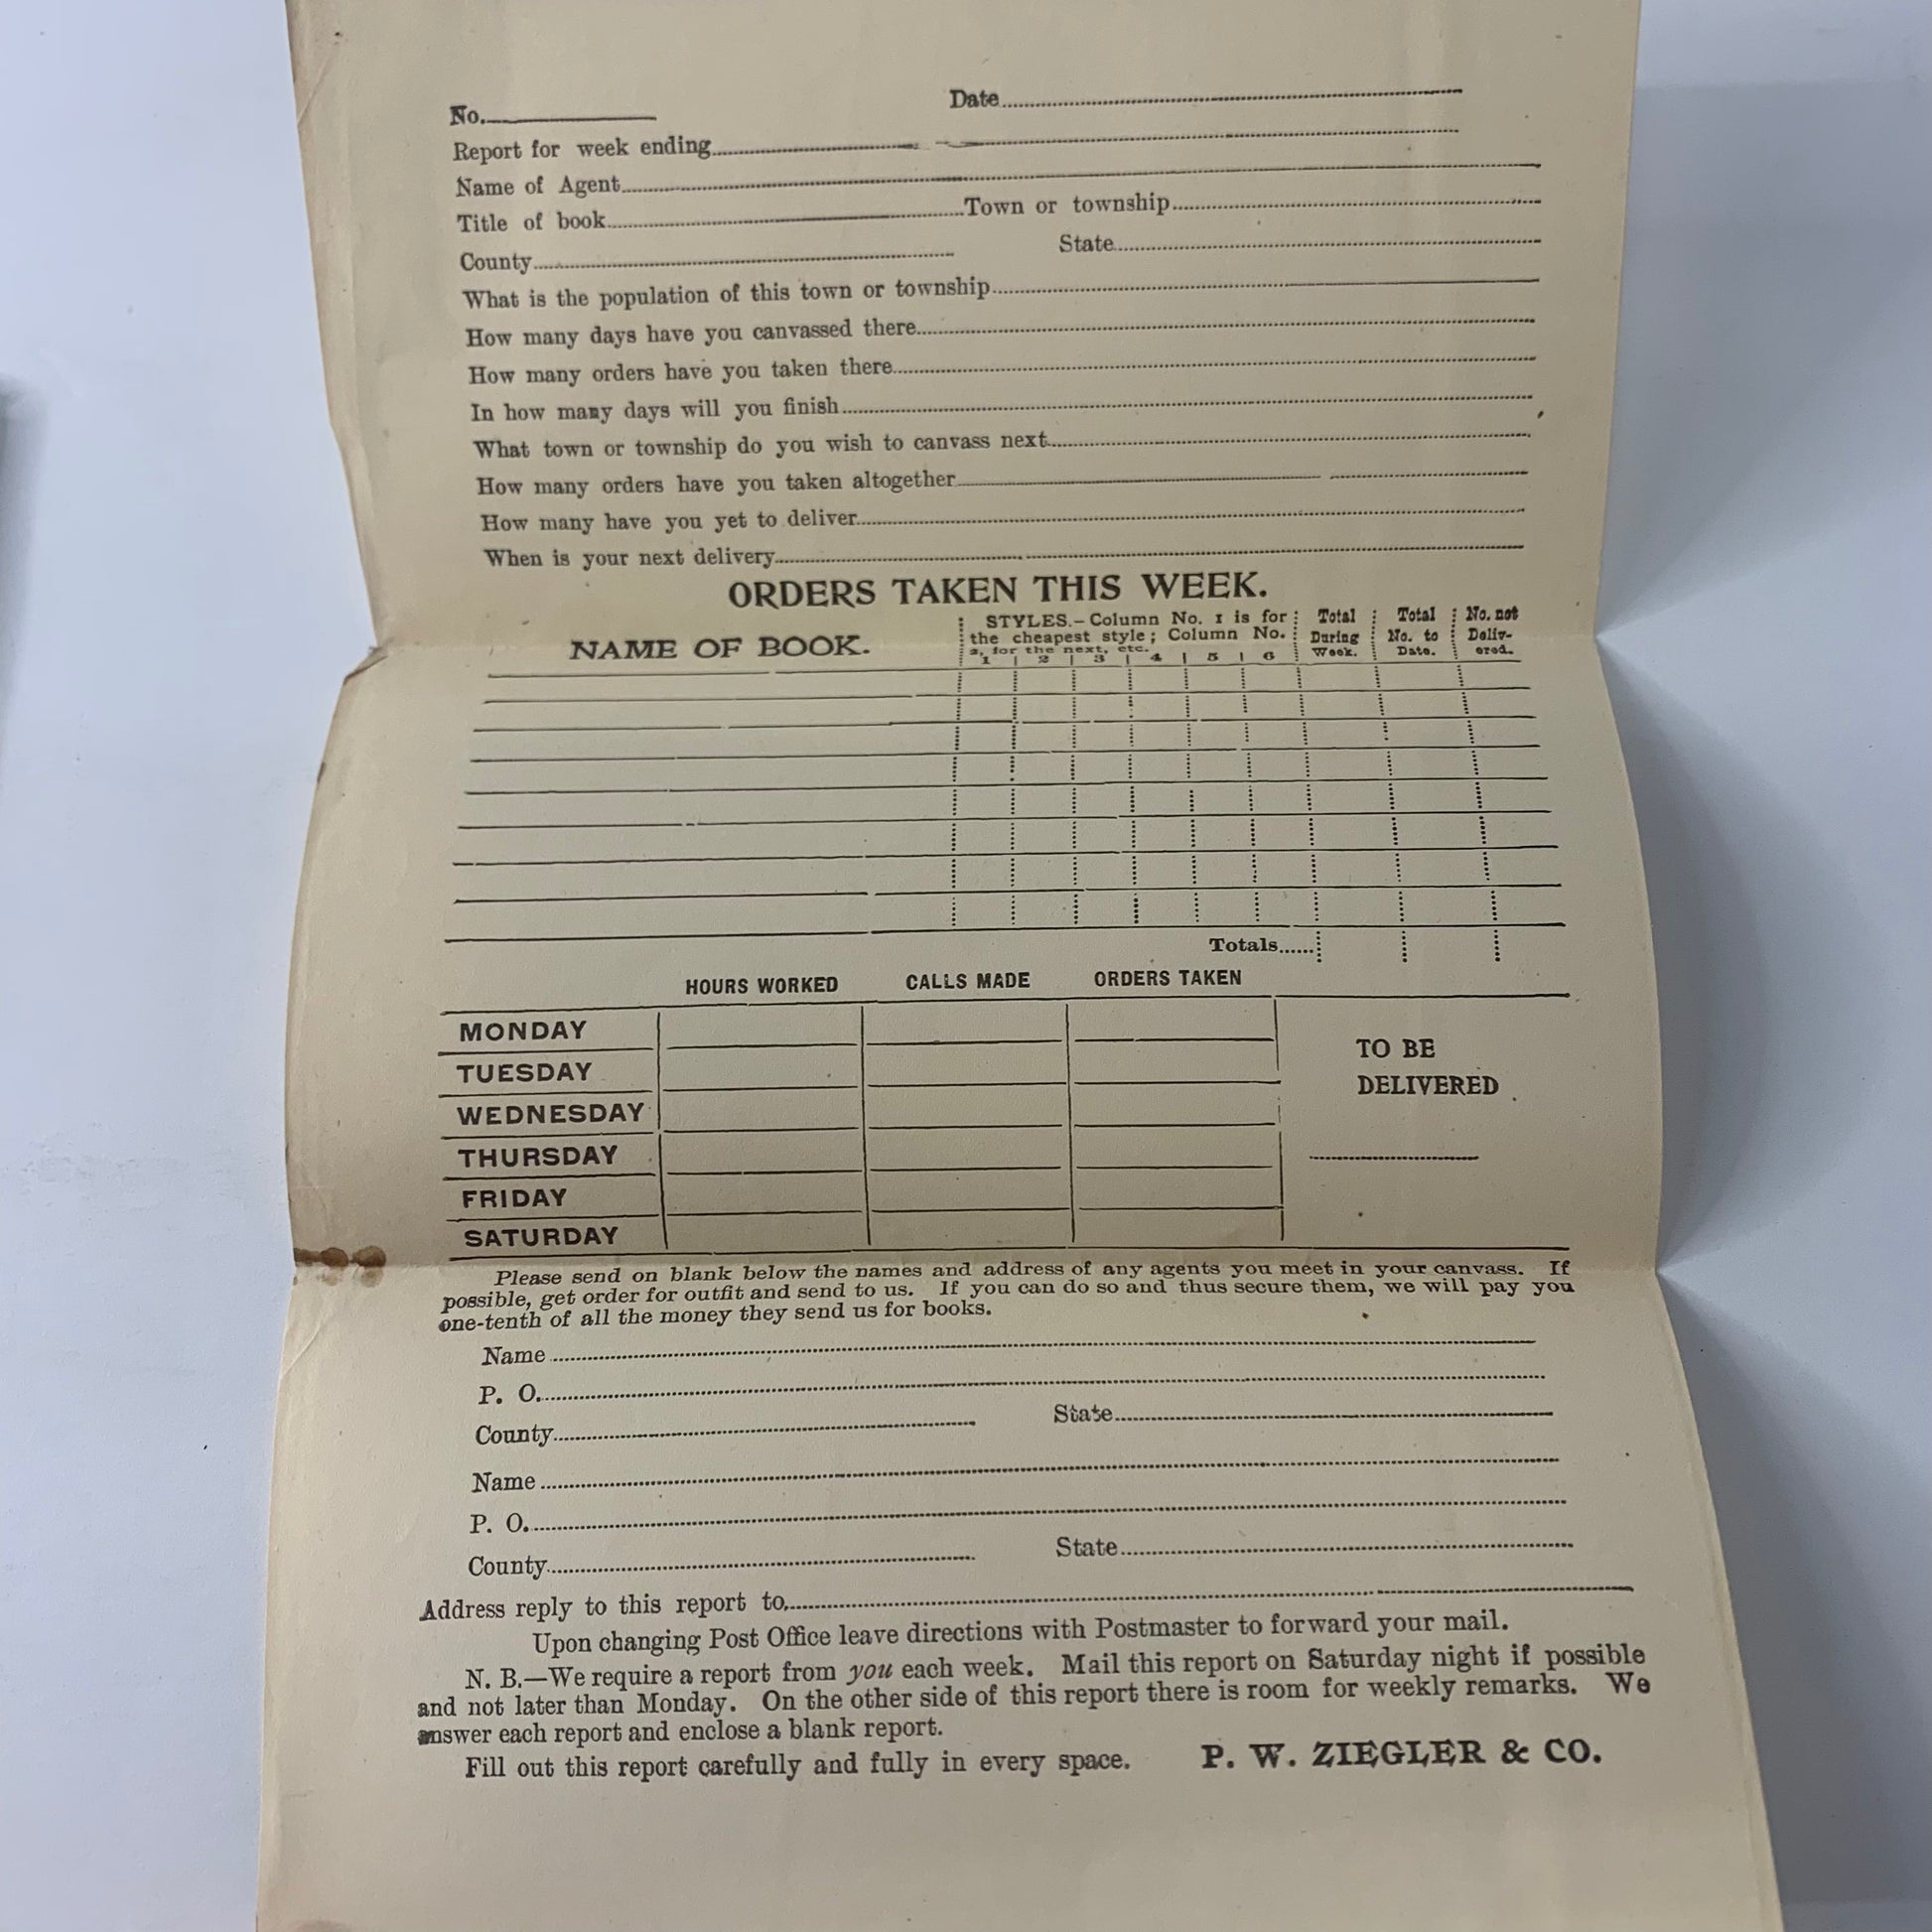 No. Date
Report for week ending
Name of Agent
Title of book Town or township
County State
What is the population of this town or township
How many days have you canvassed there
How many orders have you taken there
In how many days will you finish
What town or township do you wish to canvass next
How many orders have you taken altogether
How many have you yet to deliver
When is your next delivery
ORDERS TAKEN THIS WEEK.
NAME OF BOOK.
STYLES.—Column No. 1 is for
the cheapest style; Column No.
2, for the next, etc.
1 2 3 4 5 6
Total
During
Week.
Total
No. to
Date.
No. not
Deliv-
ered.
Totals......
HOURS WORKED CALLS MADE ORDERS TAKEN
MONDAY
TUESDAY
WEDNESDAY
THURSDAY
FRIDAY
SATURDAY
TO BE
DELIVERED
Please send on blank below the names and address of any agents you meet in your canvass. If
possible, get order for outfit and send to us. If you can do so and thus secure them, we will pay you
one-tenth of all the money they send us for books.
Name
P. O.
County State
Name
P. O.
County State
Address reply to this report to
Upon changing Post Office leave directions with Postmaster to forward your mail.
N. B.—We require a report from you each week. Mail this report on Saturday night if possible
and not later than Monday. On the other side of this report there is room for weekly remarks. We
answer each report and enclose a blank report.
Fill out this report carefully and fully in every space. P. W. ZIEGLER & CO.